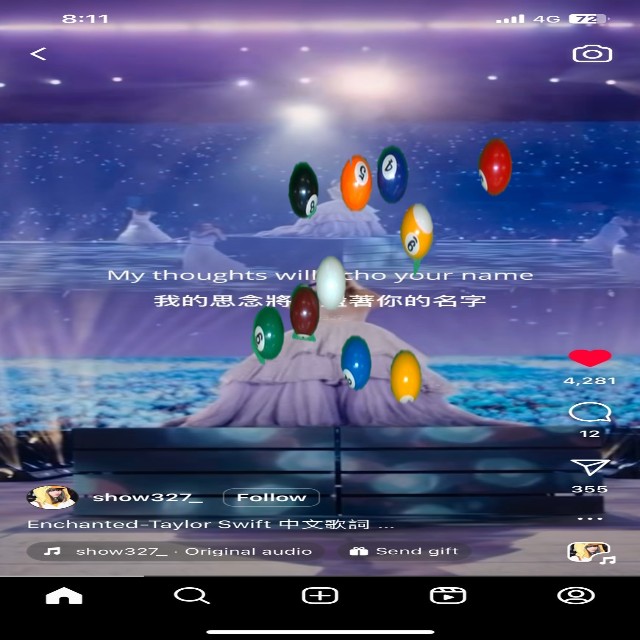 8:11
4G 72
My thoughts will cho your name
我的思念將 著你的名字
4,281
12
355
show327_ Follow
Enchanted-Taylor Swift 中文歌詞 ...
show327_ · Original audio
Send gift